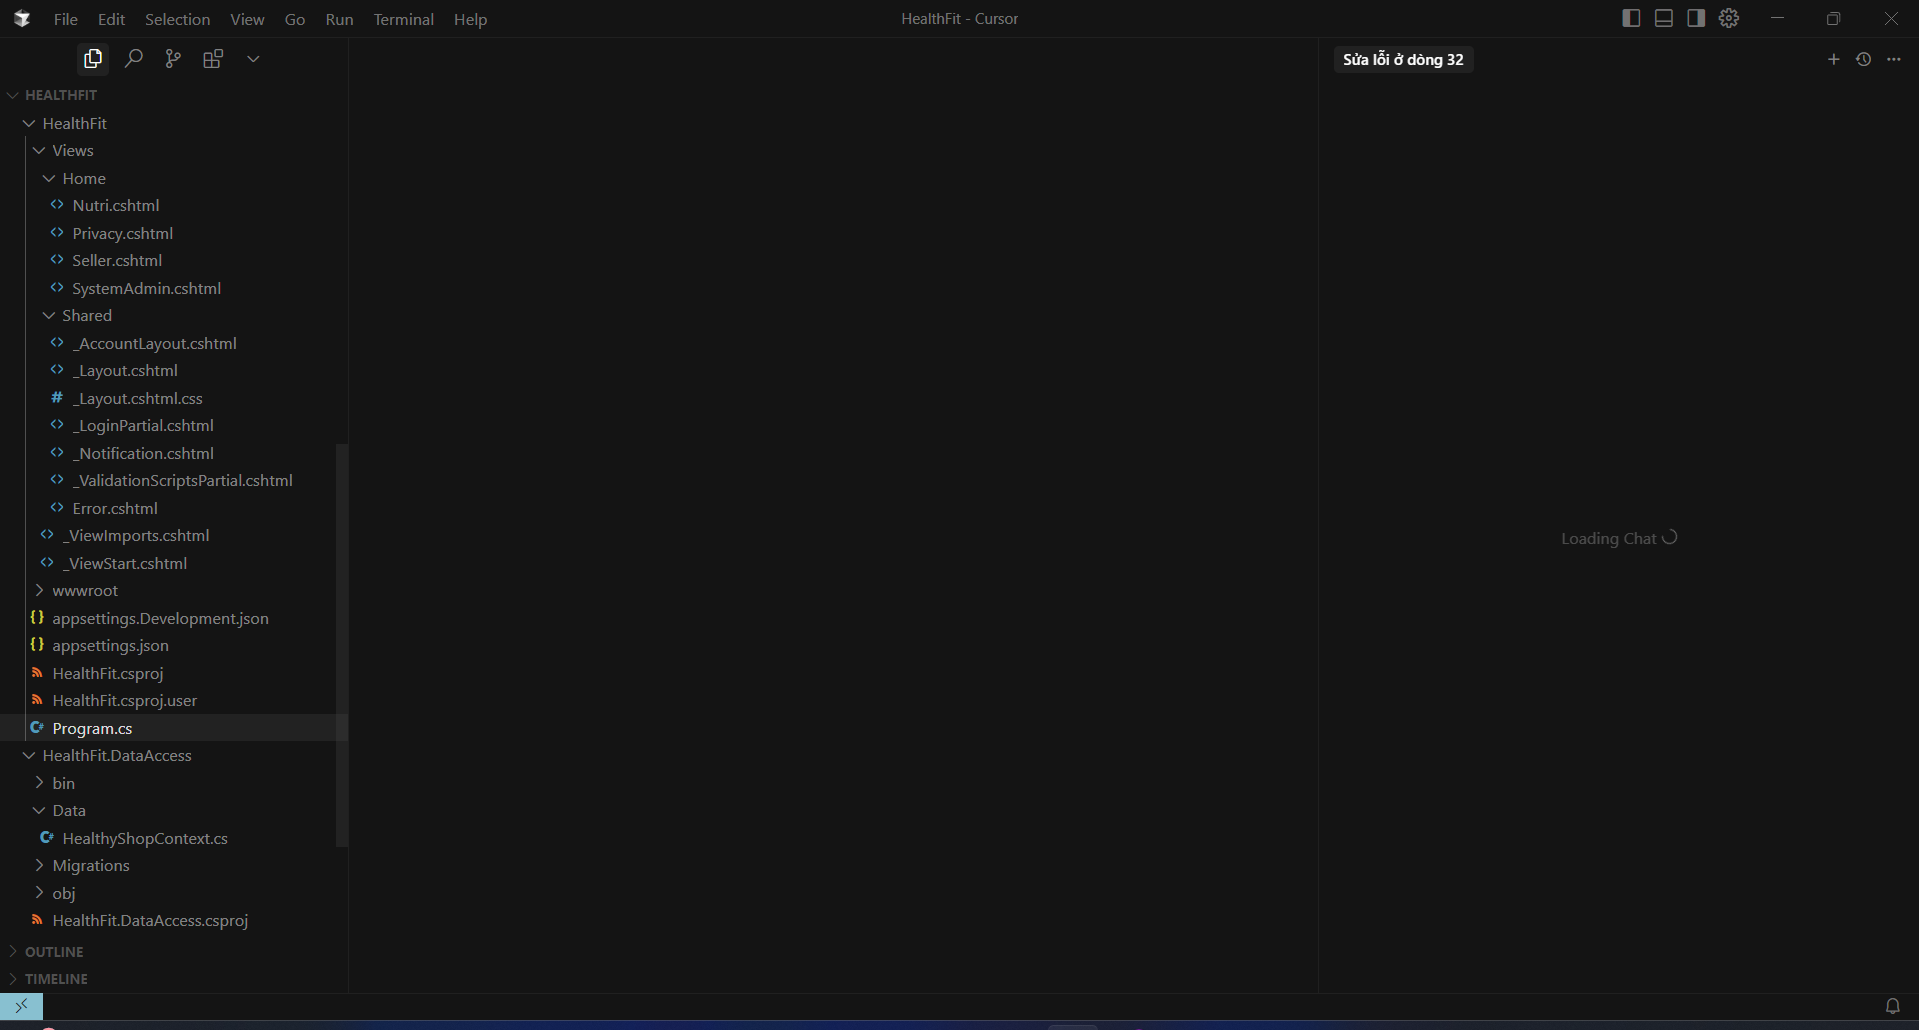 File Edit Selection View Go Run Terminal Help
HealthFit - Cursor
HEALTHFIT
HealthFit
Views
Home
Nutri.cshtml
Privacy.cshtml
Seller.cshtml
SystemAdmin.cshtml
Shared
_AccountLayout.cshtml
_Layout.cshtml
_Layout.cshtml.css
_LoginPartial.cshtml
_Notification.cshtml
_ValidationScriptsPartial.cshtml
Error.cshtml
_ViewImports.cshtml
_ViewStart.cshtml
wwwroot
appsettings.Development.json
appsettings.json
HealthFit.csproj
HealthFit.csproj.user
Program.cs
HealthFit.DataAccess
bin
Data
HealthyShopContext.cs
Migrations
obj
HealthFit.DataAccess.csproj
OUTLINE
TIMELINE
Sửa lỗi ở dòng 32
Loading Chat